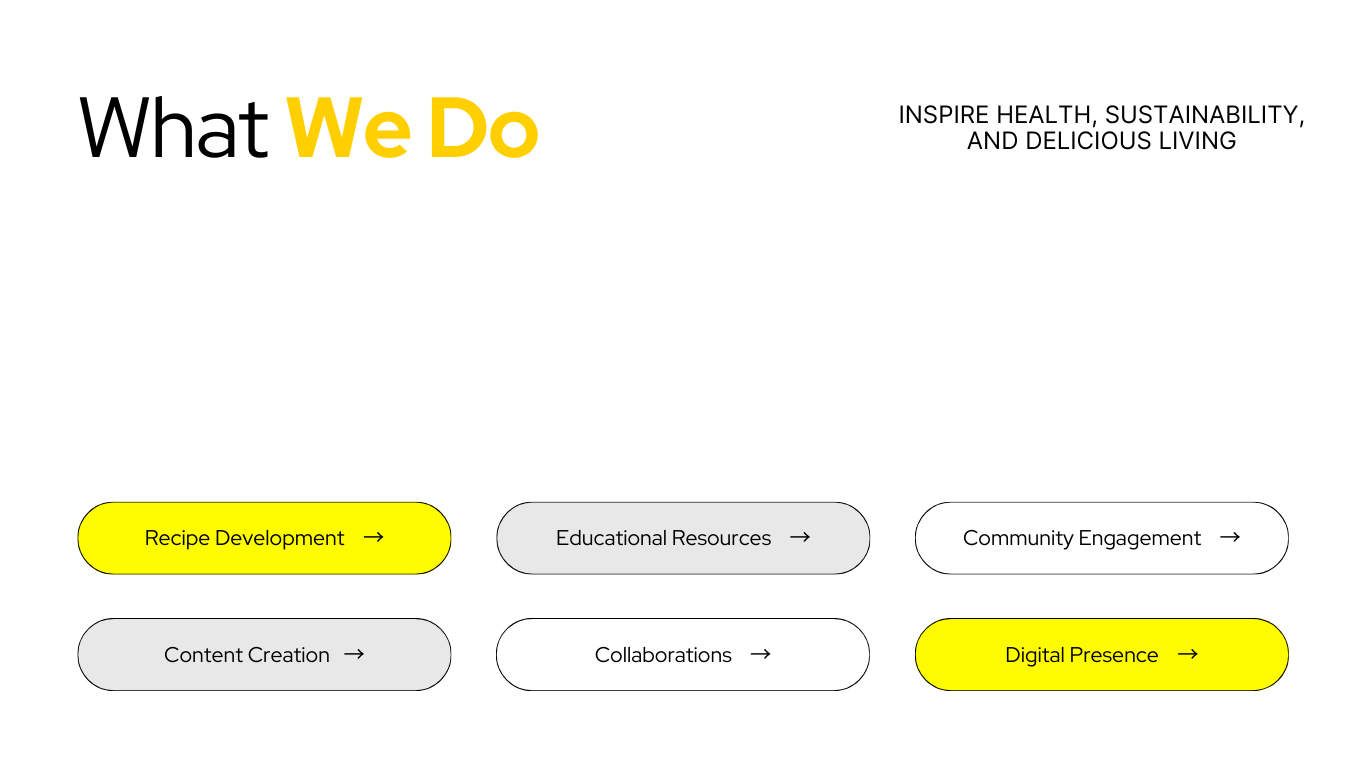 What We Do
INSPIRE HEALTH, SUSTAINABILITY,
AND DELICIOUS LIVING
Recipe Development →
Educational Resources →
Community Engagement →
Content Creation →
Collaborations →
Digital Presence →